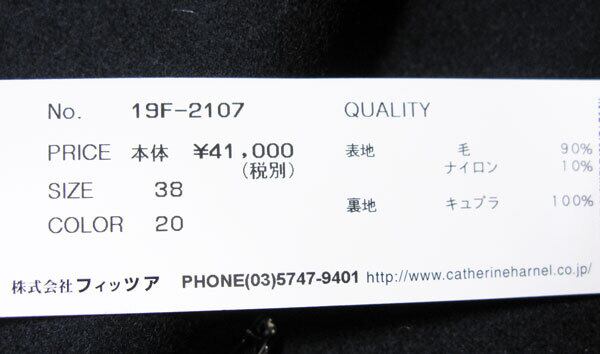 No. 19F-2107
PRICE 本体 ¥41,000
(税別)
SIZE 38
COLOR 20
QUALITY
表地 毛 90%
ナイロン 10%
裏地 キュプラ 100%
株式会社フィッツア PHONE(03)5747-9401 http://www.catherineharnel.co.jp/